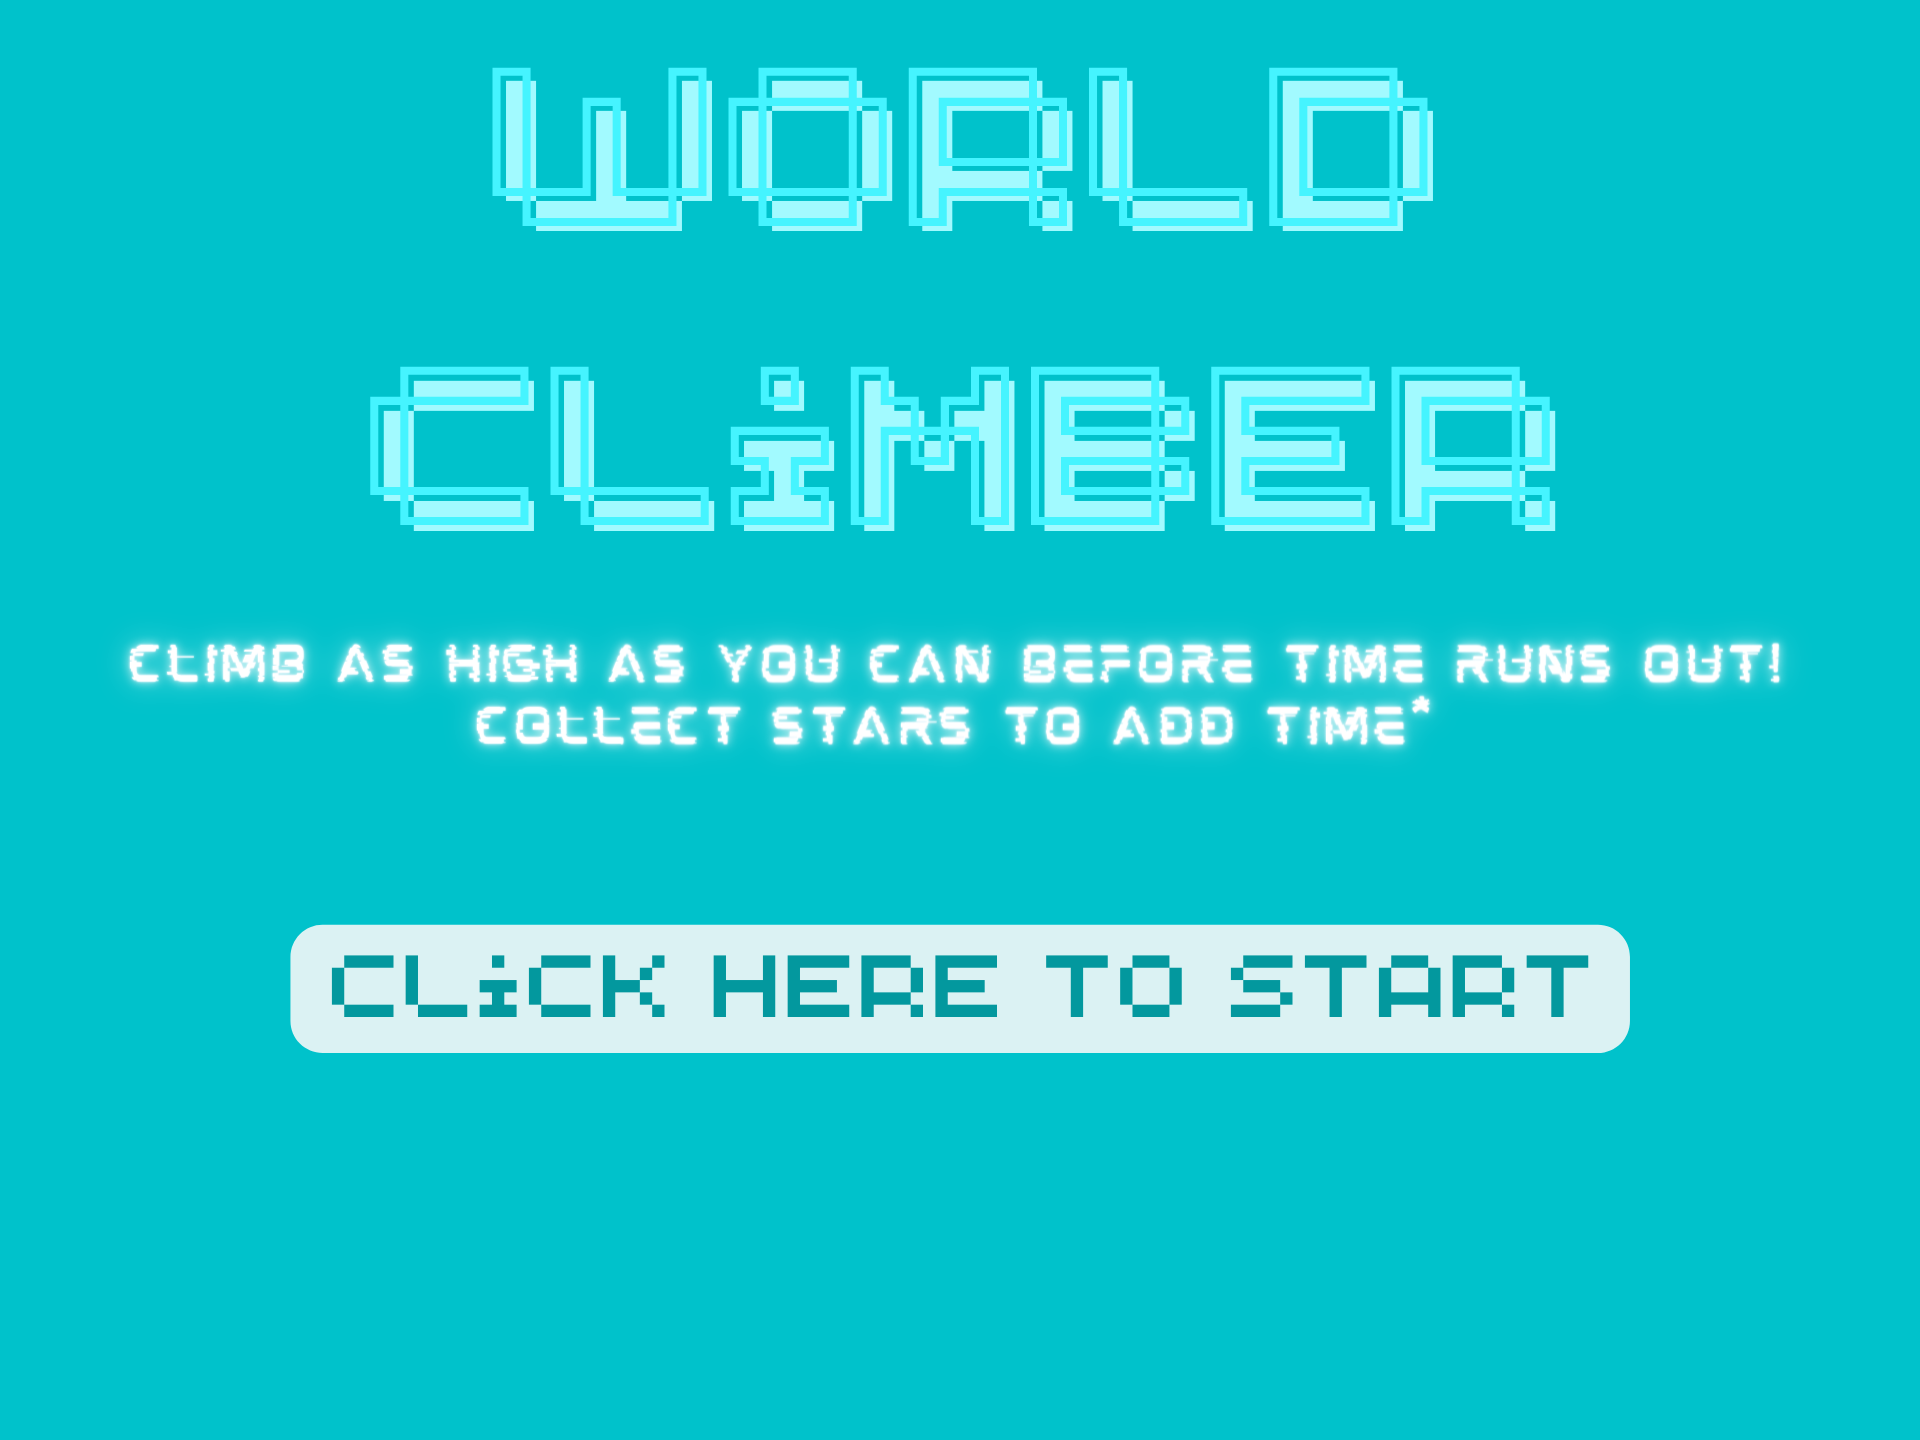 WORLD
CLiMBER
CLIMB AS HIGH AS YOU CAN BEFORE TIME RUNS OUT!
COLLECT STARS TO ADD TIME*
CLiCK HERE TO START